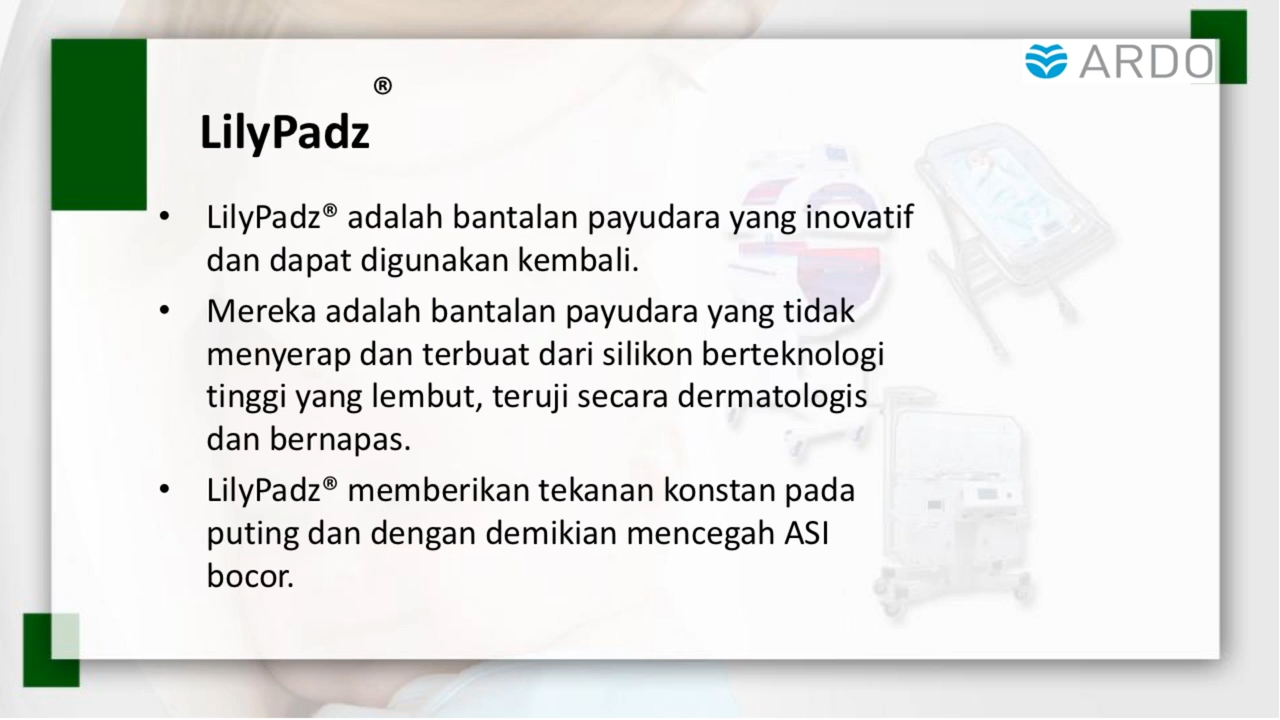 ARDO
LilyPadz®
• LilyPadz® adalah bantalan payudara yang inovatif
dan dapat digunakan kembali.
• Mereka adalah bantalan payudara yang tidak
menyerap dan terbuat dari silikon berteknologi
tinggi yang lembut, teruji secara dermatologis
dan bernapas.
• LilyPadz® memberikan tekanan konstan pada
puting dan dengan demikian mencegah ASI
bocor.